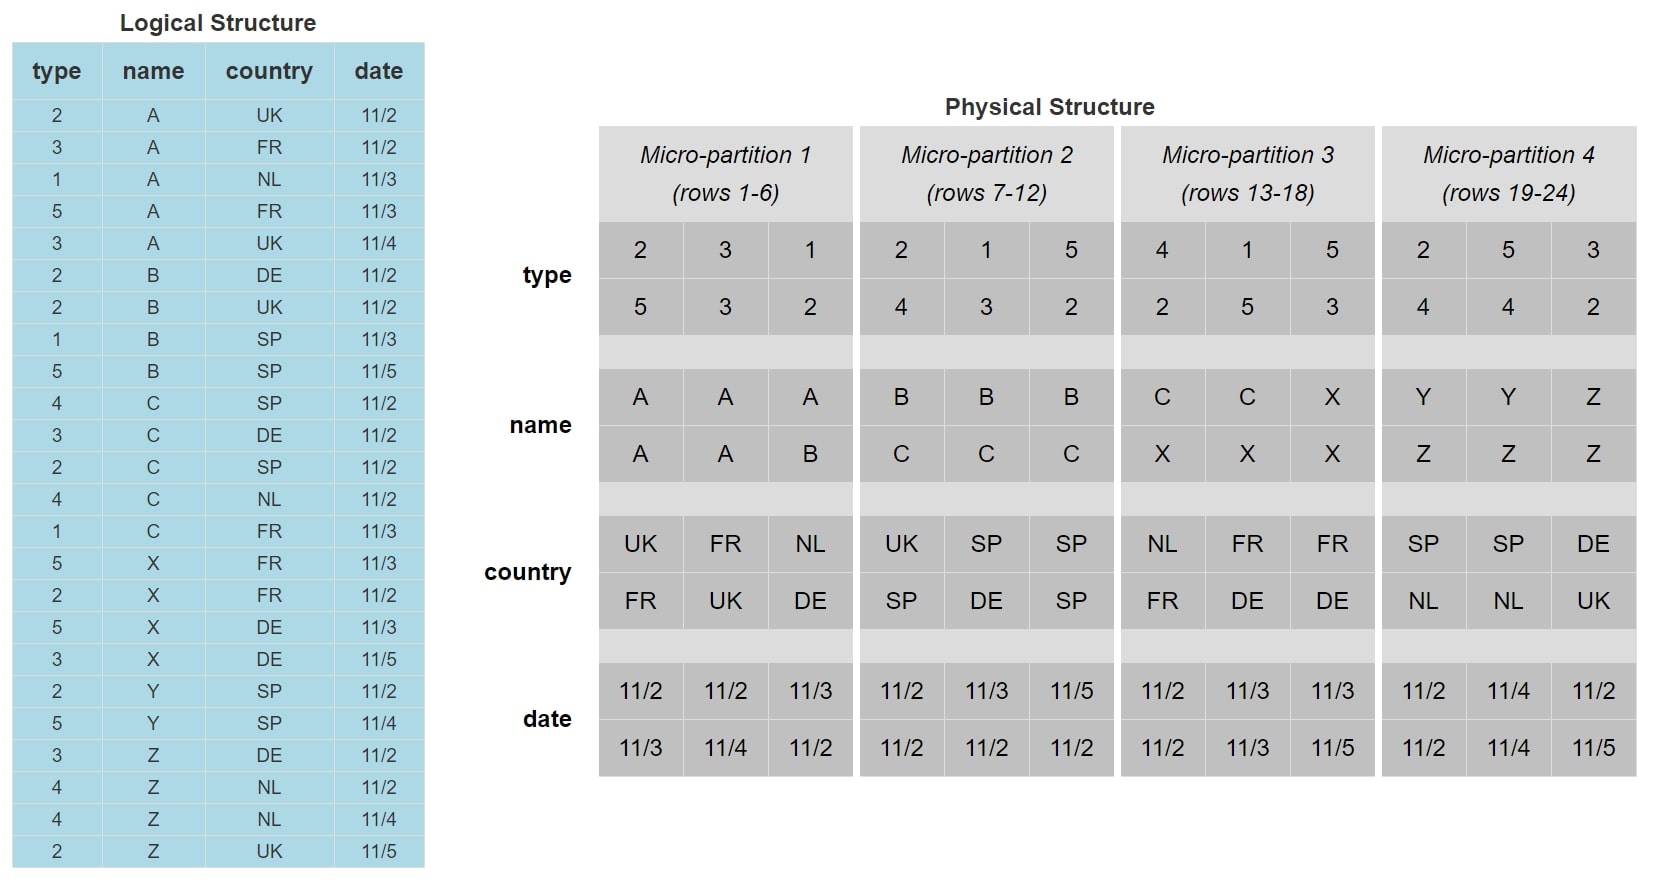 Logical Structure
type name country date
2 A UK 11/2
3 A FR 11/2
1 A NL 11/3
5 A FR 11/3
3 A UK 11/4
2 B DE 11/2
2 B UK 11/2
1 B SP 11/3
5 B SP 11/5
4 C SP 11/2
3 C DE 11/2
2 C SP 11/2
4 C NL 11/2
1 C FR 11/3
5 X FR 11/3
2 X FR 11/2
5 X DE 11/3
3 X DE 11/5
2 Y SP 11/2
5 Y SP 11/4
3 Z DE 11/2
4 Z NL 11/2
4 Z NL 11/4
2 Z UK 11/5
Physical Structure
Micro-partition 1 Micro-partition 2 Micro-partition 3 Micro-partition 4
(rows 1-6) (rows 7-12) (rows 13-18) (rows 19-24)
type
2 3 1 2 1 5 4 1 5 2 5 3
5 3 2 4 3 2 2 5 3 4 4 2
name
A A A B B B C C X Y Y Z
A A B C C C X X X Z Z Z
country
UK FR NL UK SP SP NL FR FR SP SP DE
FR UK DE SP DE SP FR DE DE NL NL UK
date
11/2 11/2 11/3 11/2 11/3 11/5 11/2 11/3 11/3 11/2 11/4 11/2
11/3 11/4 11/2 11/2 11/2 11/2 11/2 11/3 11/5 11/2 11/4 11/5